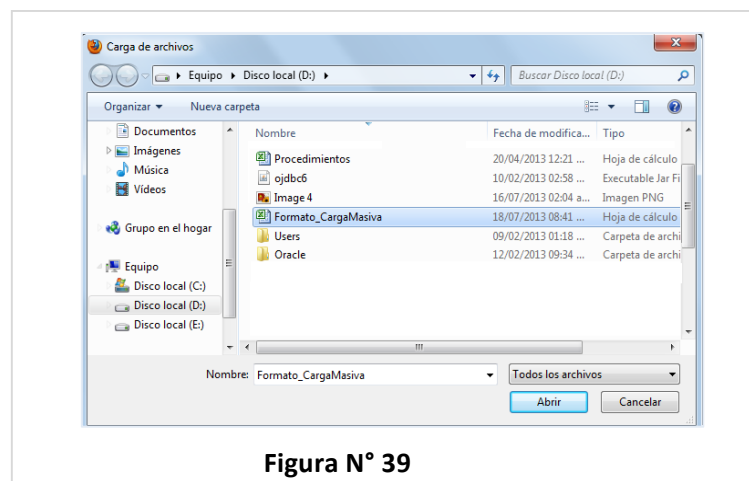 Carga de archivos
Equipo Disco local (D:)
Buscar Disco local (D:)
Organizar Nueva carpeta
Documentos
Imágenes
Música
Vídeos
Grupo en el hogar
Equipo
Disco local (C:)
Disco local (D:)
Disco local (E:)
Nombre Fecha de modifica... Tipo
Procedimientos 20/04/2013 12:21 ... Hoja de cálculo
ojdbc6 10/02/2013 02:58 ... Executable Jar Fi
Image 4 16/07/2013 02:04 a... Imagen PNG
Formato_CargaMasiva 18/07/2013 08:41 ... Hoja de cálculo
Users 09/02/2013 01:18 ... Carpeta de archi
Oracle 12/02/2013 09:34 ... Carpeta de archi
Nombre: Formato_CargaMasiva Todos los archivos
Abrir Cancelar
Figura N° 39